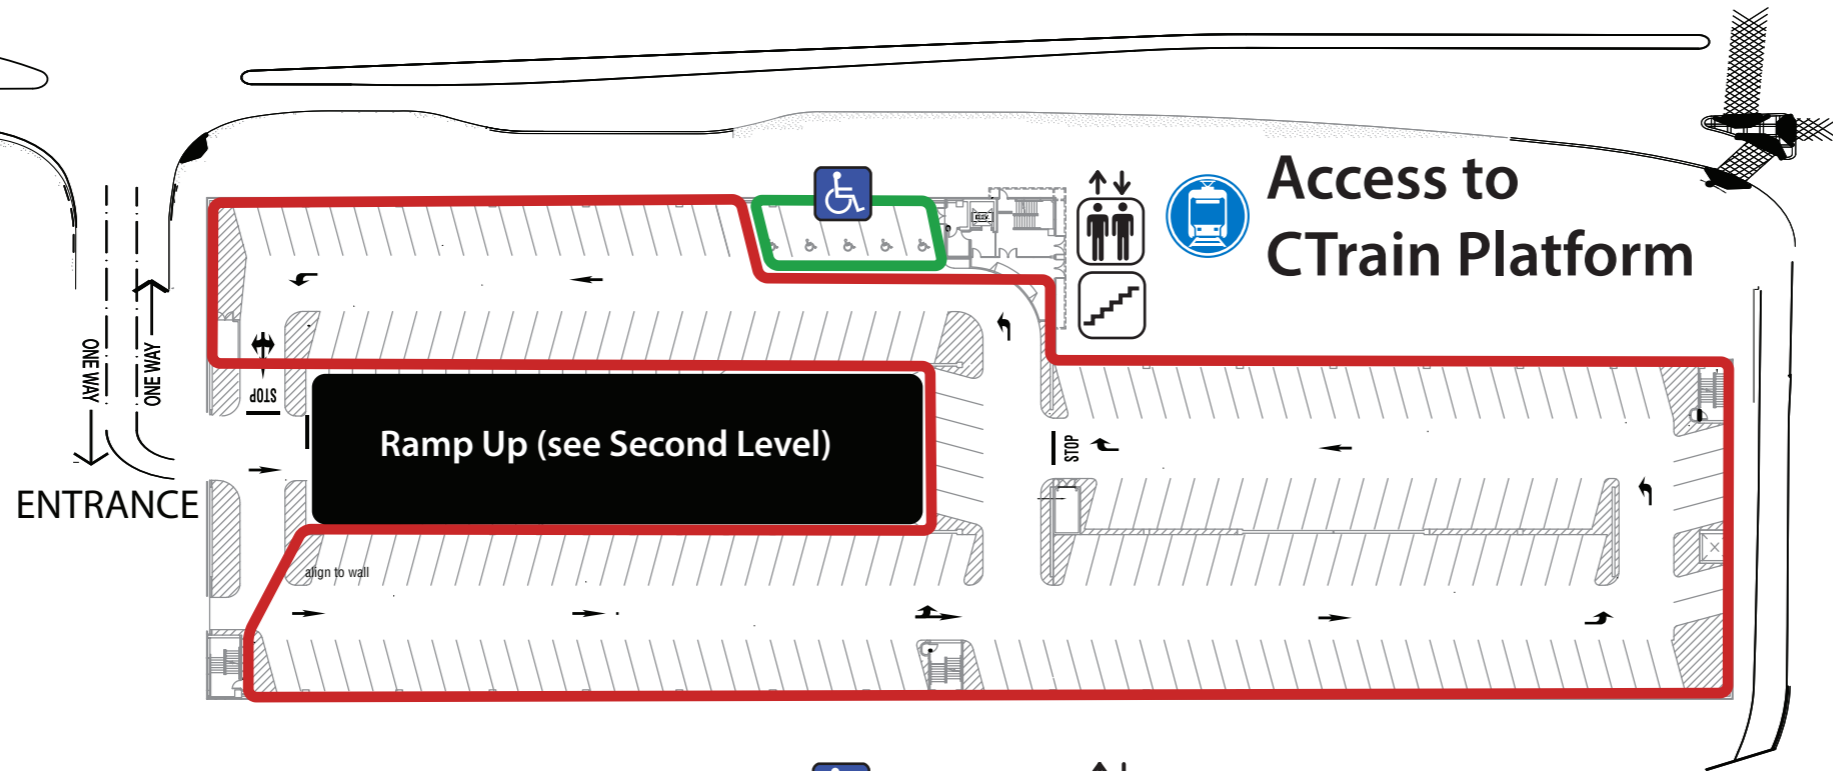 Access to
CTrain Platform
ONE WAY
ONE WAY
STOP
Ramp Up (see Second Level)
STOP
ENTRANCE
align to wall